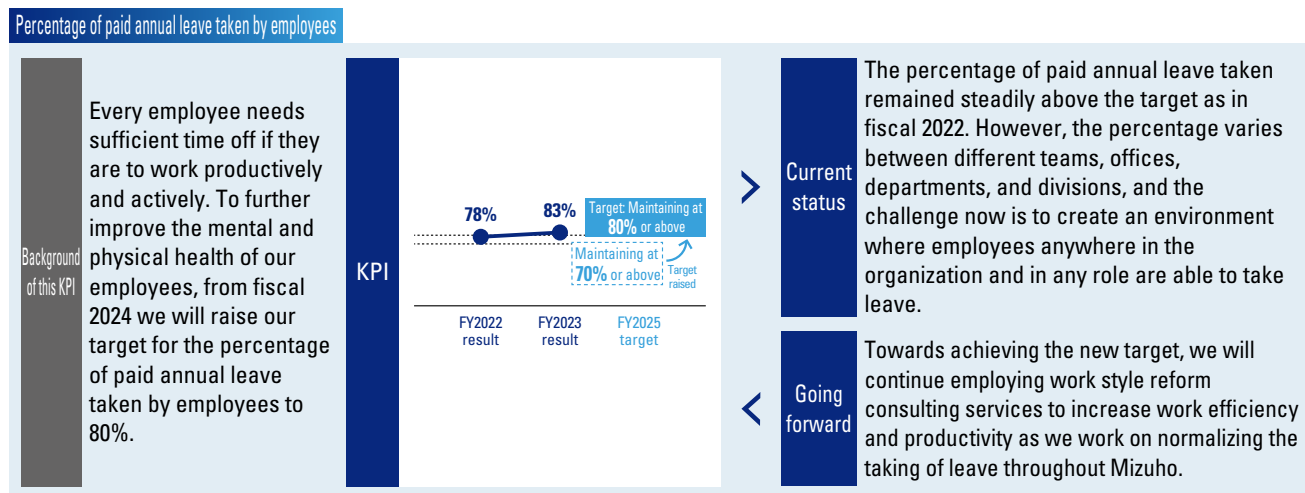 Percentage of paid annual leave taken by employees
Background
of this KPI
Every employee needs
sufficient time off if they
are to work productively
and actively. To further
improve the mental and
physical health of our
employees, from fiscal
2024 we will raise our
target for the percentage
of paid annual leave
taken by employees to
80%.
KPI
78%
83%
Target: Maintaining at
80% or above
Maintaining at
70% or above
Target
raised
FY2022
result
FY2023
result
FY2025
target
Current
status
The percentage of paid annual leave taken
remained steadily above the target as in
fiscal 2022. However, the percentage varies
between different teams, offices,
departments, and divisions, and the
challenge now is to create an environment
where employees anywhere in the
organization and in any role are able to take
leave.
Going
forward
Towards achieving the new target, we will
continue employing work style reform
consulting services to increase work efficiency
and productivity as we work on normalizing the
taking of leave throughout Mizuho.